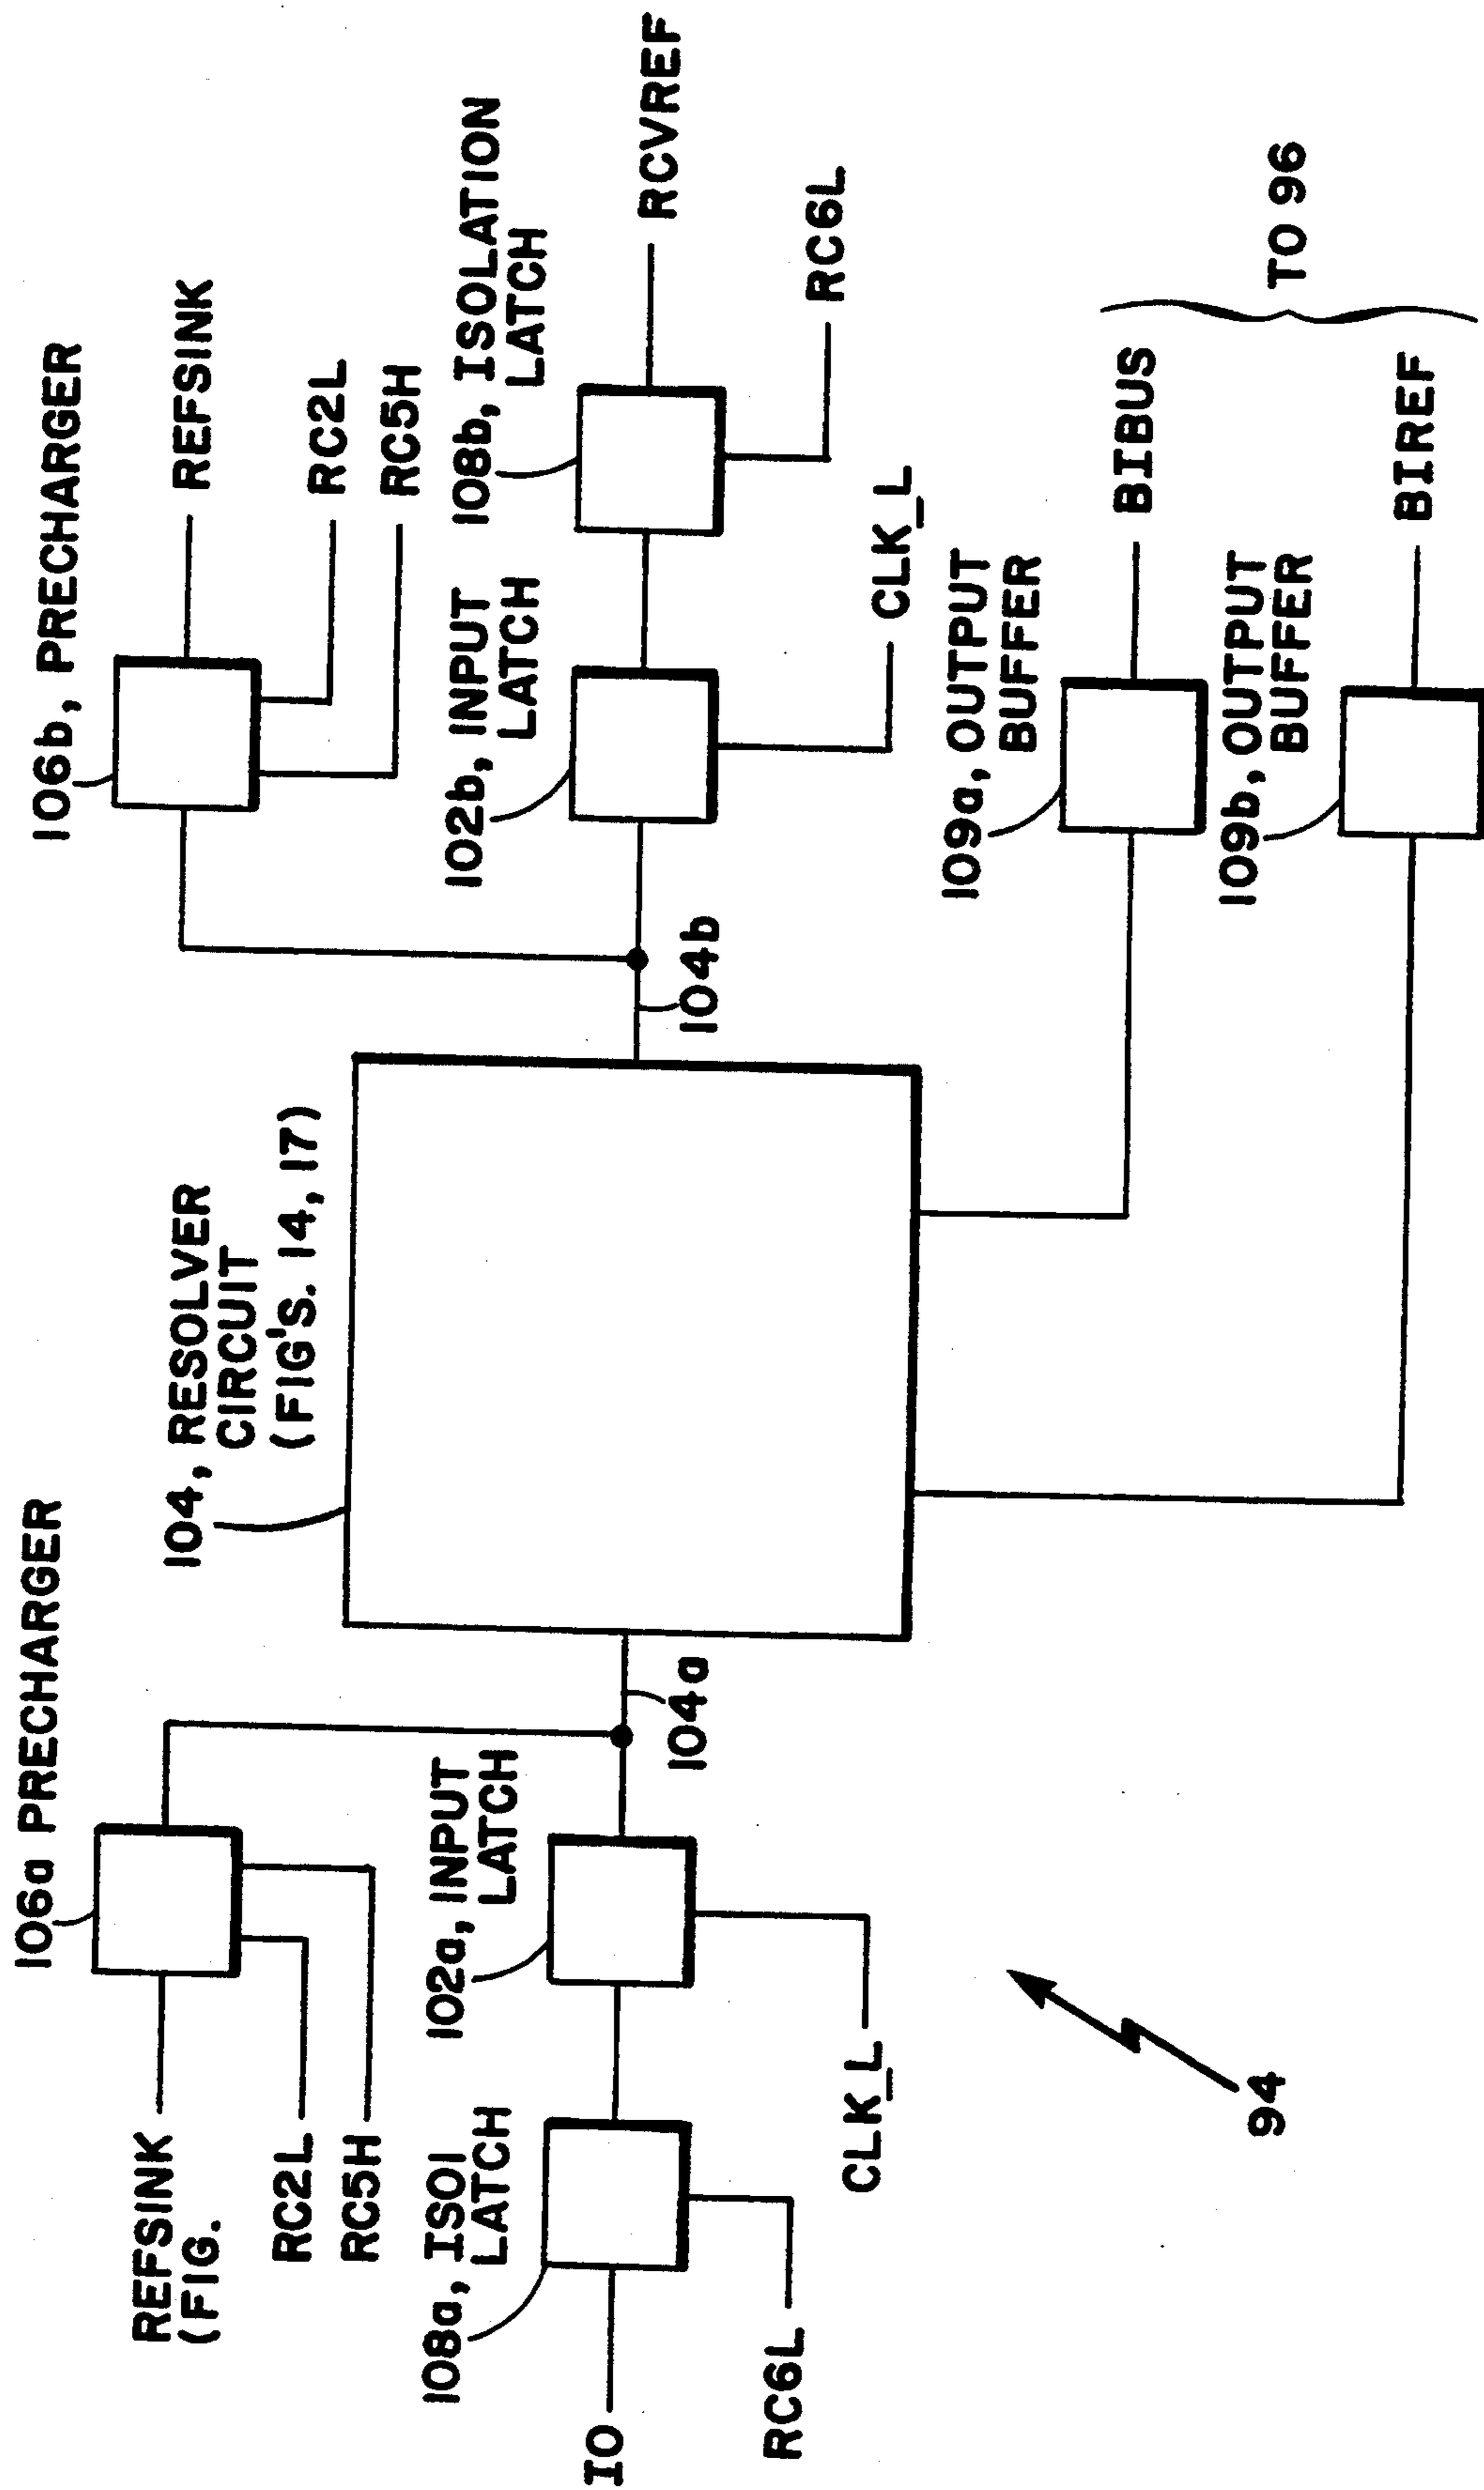 106a PRECHARGER
REFSINK
(FIG.
RC2L
RC5H
108a, ISOl
LATCH
102a, INPUT
LATCH
IO
RC6L
CLK_L
104a
94
104, RESOLVER
CIRCUIT
(FIG'S. 14, 17)
104b
106b, PRECHARGER
REFSINK
RC2L
RC5H
102b, INPUT
LATCH
108b, ISOLATION
LATCH
RCVREF
RC6L
CLK_L
109a, OUTPUT
BUFFER
BIBUS
109b, OUTPUT
BUFFER
BIREF
TO 96